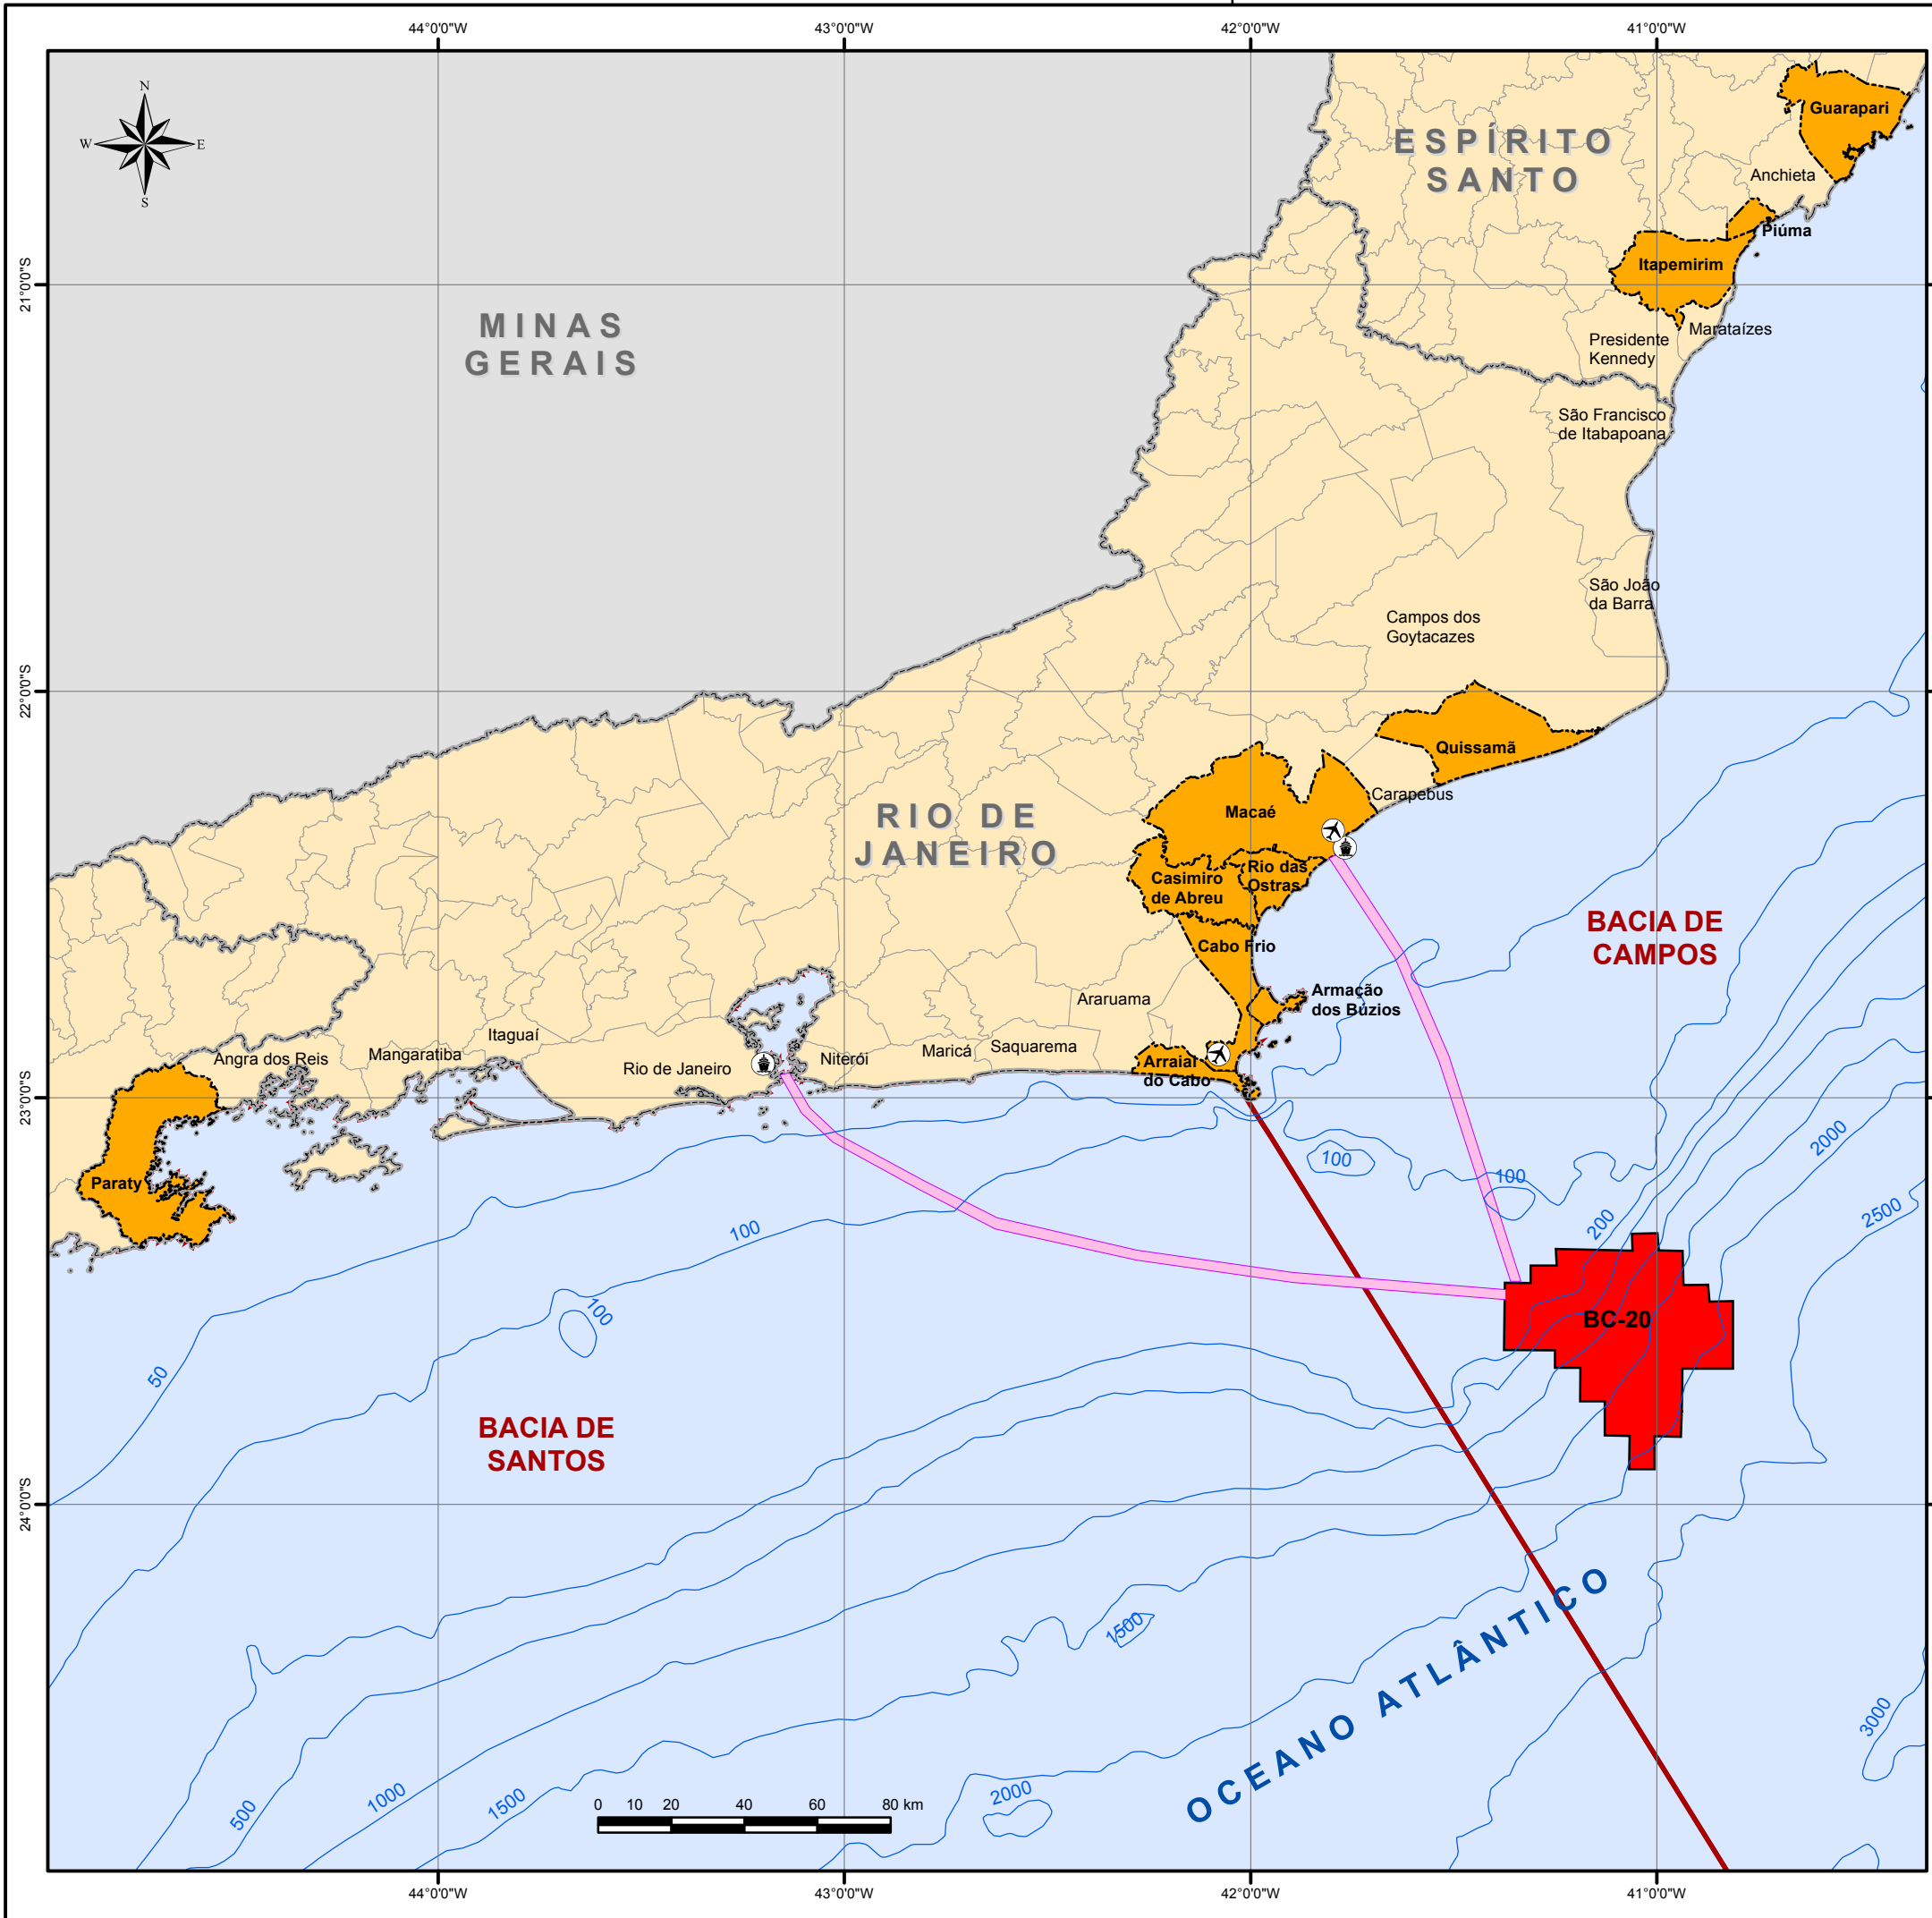 44°0'0"W
43°0'0"W
42°0'0"W
41°0'0"W
N
W
E
S
Guarapari
ESPÍRITO
SANTO
Anchieta
Piúma
Itapemirim
21°0'0"S
MINAS
GERAIS
Marataízes
Presidente
Kennedy
São Francisco
de Itabapoana
São João
da Barra
Campos dos
Goytacazes
22°0'0"S
Quissamã
Carapebus
Macaé
RIO DE
JANEIRO
Rio das
Ostras
Casimiro
de Abreu
BACIA DE
CAMPOS
Cabo Frio
Armação
dos Búzios
Araruama
Itaguaí
Angra dos Reis
Mangaratiba
Rio de Janeiro
Niterói
Maricá
Saquarema
Arraial
do Cabo
23°0'0"S
Paraty
100
100
2000
2500
200
100
100
50
BC-20
BACIA DE
SANTOS
24°0'0"S
OCEANO ATLÂNTICO
1500
3000
500
1000
1500
2000
0 10 20 40 60 80 km
44°0'0"W
43°0'0"W
42°0'0"W
41°0'0"W